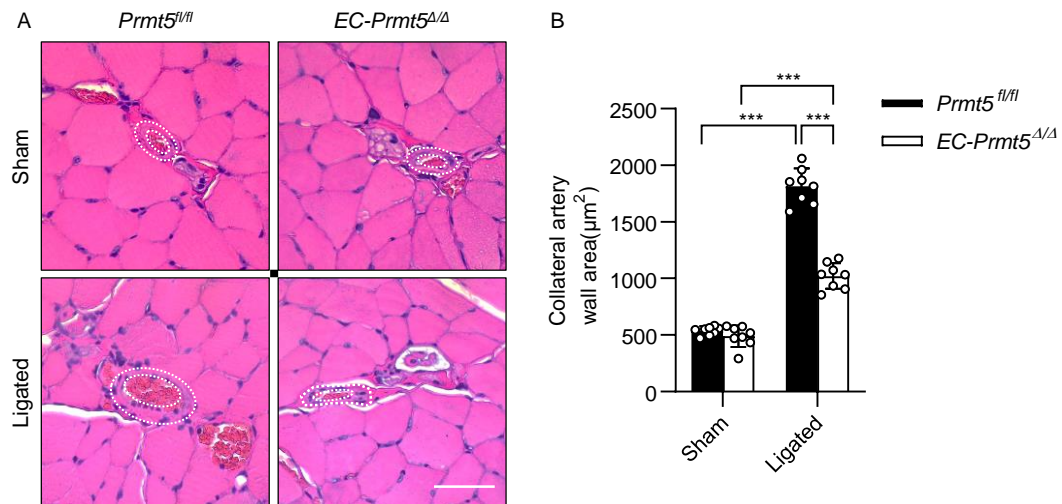 A
Prmt5fl/fl
EC-Prmt5Δ/Δ
Sham
Ligated
B
Collateral artery
wall area(µm2)
2500
2000
1500
1000
500
0
***
***
***
Prmt5 fl/fl
EC-Prmt5Δ/Δ
Sham
Ligated